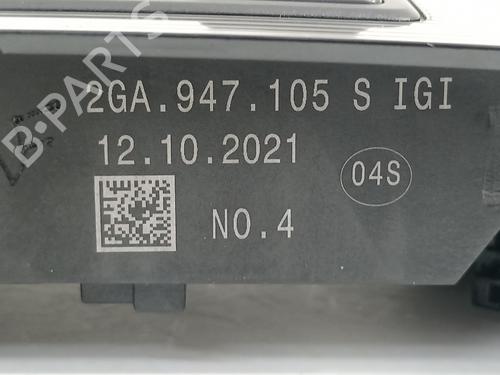 B-PARTS
2GA.947.105 S IGI
12.10.2021
04S
NO.4